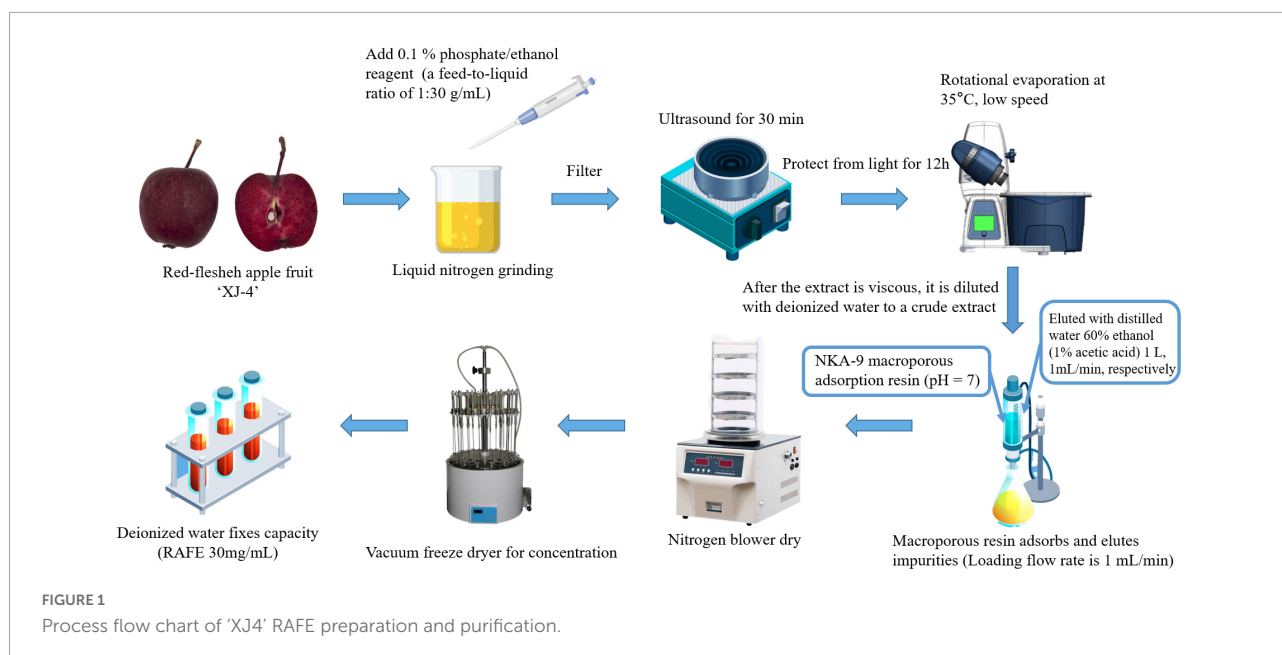 Add 0.1 % phosphate/ethanol
reagent (a feed-to-liquid
ratio of 1:30 g/mL)
Red-flesheh apple fruit
‘XJ-4’
Liquid nitrogen grinding
Filter
Ultrasound for 30 min
Protect from light for 12h
Rotational evaporation at
35°C, low speed
After the extract is viscous, it is diluted
with deionized water to a crude extract
Eluted with distilled
water 60% ethanol
(1% acetic acid) 1 L,
1mL/min, respectively
NKA-9 macroporous
adsorption resin (pH = 7)
Macroporous resin adsorbs and elutes
impurities (Loading flow rate is 1 mL/min)
Nitrogen blower dry
Vacuum freeze dryer for concentration
Deionized water fixes capacity
(RAFE 30mg/mL)
FIGURE 1
Process flow chart of ‘XJ4’ RAFE preparation and purification.